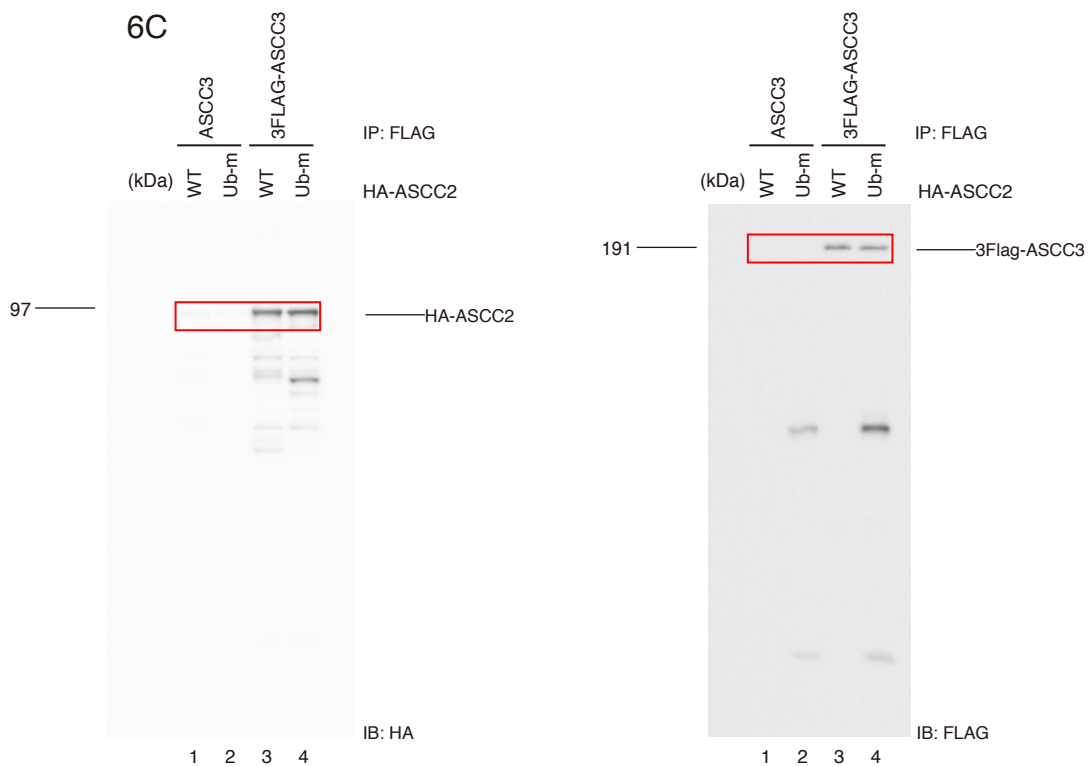 6C
ASCC3
3FLAG-ASCC3
IP: FLAG
(kDa)
WT
Ub-m
WT
Ub-m
HA-ASCC2
97
HA-ASCC2
IB: HA
1 2 3 4
ASCC3
3FLAG-ASCC3
IP: FLAG
(kDa)
WT
Ub-m
WT
Ub-m
HA-ASCC2
191
3Flag-ASCC3
IB: FLAG
1 2 3 4